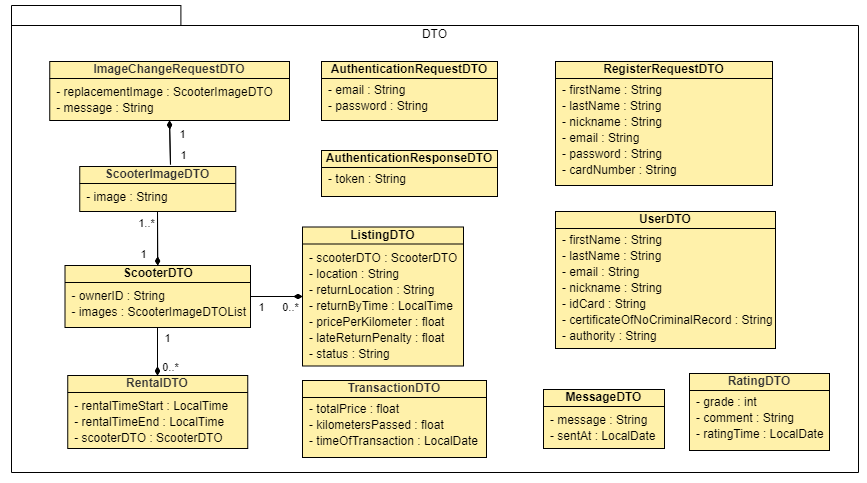 DTO
ImageChangeRequestDTO
- replacementImage : ScooterImageDTO
- message : String
1
1
ScooterImageDTO
- image : String
1..*
1
ScooterDTO
- ownerID : String
- images : ScooterImageDTOList
1
0..*
1
0..*
RentalDTO
- rentalTimeStart : LocalTime
- rentalTimeEnd : LocalTime
- scooterDTO : ScooterDTO
AuthenticationRequestDTO
- email : String
- password : String
AuthenticationResponseDTO
- token : String
ListingDTO
- scooterDTO : ScooterDTO
- location : String
- returnLocation : String
- returnByTime : LocalTime
- pricePerKilometer : float
- lateReturnPenalty : float
- status : String
TransactionDTO
- totalPrice : float
- kilometersPassed : float
- timeOfTransaction : LocalDate
RegisterRequestDTO
- firstName : String
- lastName : String
- nickname : String
- email : String
- password : String
- cardNumber : String
UserDTO
- firstName : String
- lastName : String
- email : String
- nickname : String
- idCard : String
- certificateOfNoCriminalRecord : String
- authority : String
MessageDTO
- message : String
- sentAt : LocalDate
RatingDTO
- grade : int
- comment : String
- ratingTime : LocalDate